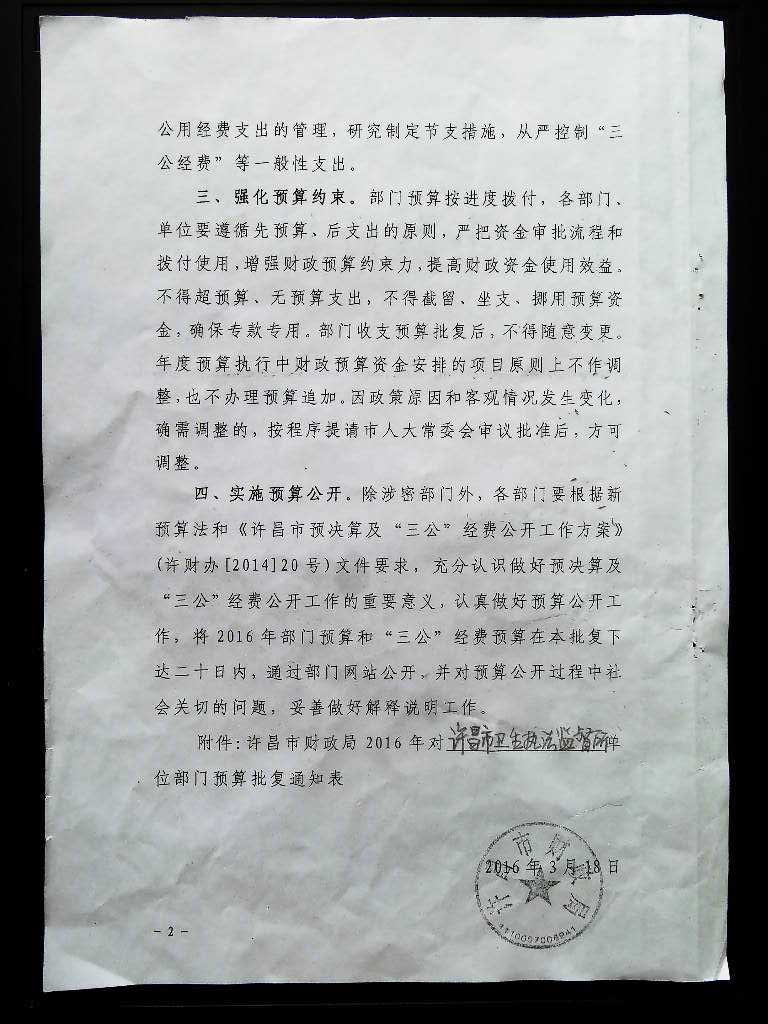 公用经费支出的管理，研究制定节支措施，从严控制“三
公经费”等一般性支出。
三、强化预算约束。部门预算按进度拨付，各部门、
单位要遵循先预算、后支出的原则，严把资金审批流程和
拨付使用，增强财政预算约束力，提高财政资金使用效益。
不得超预算、无预算支出，不得截留、坐支、挪用预算资
金，确保专款专用。部门收支预算批复后，不得随意变更。
年度预算执行中财政预算资金安排的项目原则上不作调
整，也不办理预算追加。因政策原因和客观情况发生变化，
确需调整的，按程序提请市人大常委会审议批准后，方可
调整。
四、实施预算公开。除涉密部门外，各部门要根据新
预算法和《许昌市预决算及“三公”经费公开工作方案》
(许财办[2014]20号)文件要求，充分认识做好预决算及
“三公”经费公开工作的重要意义，认真做好预算公开工
作，将2016年部门预算和“三公”经费预算在本批复下
达二十日内，通过部门网站公开，并对预算公开过程中社
会关切的问题，妥善做好解释说明工作。
附件：许昌市财政局2016年对许昌市卫生执法监督所单
位部门预算批复通知表
许昌市财政局
2016年3月18日
-2-